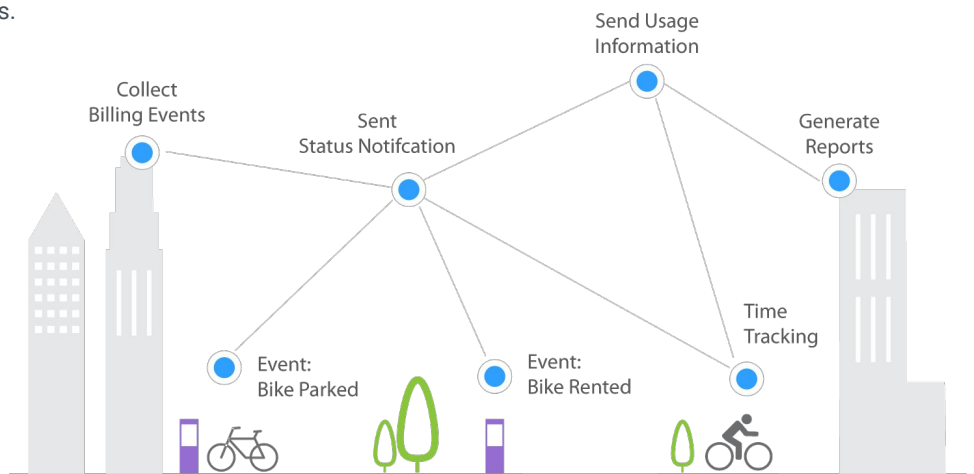 s.
Send Usage
Information
Collect
Billing Events
Sent
Status Notifcation
Generate
Reports
Time
Tracking
Event:
Bike Parked
Event:
Bike Rented